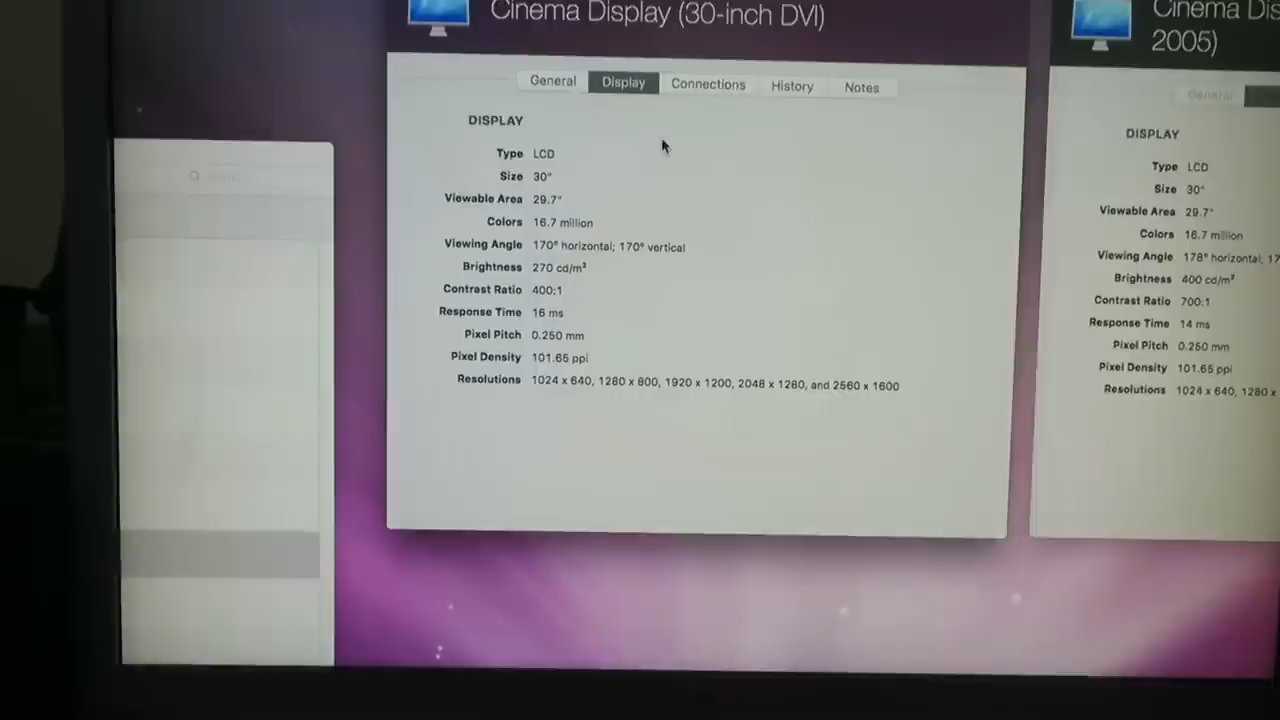 Cinema Display (30-inch DVI)
General Display Connections History Notes
DISPLAY
Type LCD
Size 30"
Viewable Area 29.7"
Colors 16.7 million
Viewing Angle 170° horizontal; 170° vertical
Brightness 270 cd/m²
Contrast Ratio 400:1
Response Time 16 ms
Pixel Pitch 0.250 mm
Pixel Density 101.65 ppi
Resolutions 1024 x 640, 1280 x 800, 1920 x 1200, 2048 x 1280, and 2560 x 1600
Cinema Dis
2005)
General
DISPLAY
Type LCD
Size 30"
Viewable Area 29.7"
Colors 16.7 million
Viewing Angle 178° horizontal; 17
Brightness 400 cd/m²
Contrast Ratio 700:1
Response Time 14 ms
Pixel Pitch 0.250 mm
Pixel Density 101.65 ppi
Resolutions 1024 x 640, 1280 x